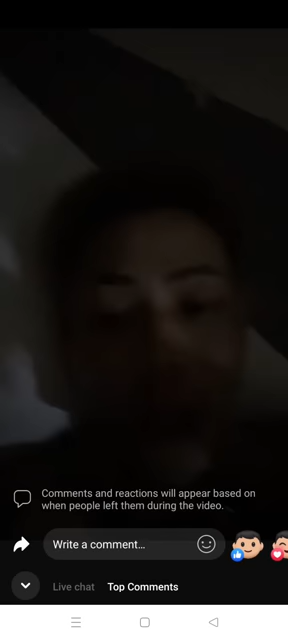 Comments and reactions will appear based on
when people left them during the video.
Write a comment...
Live chat Top Comments